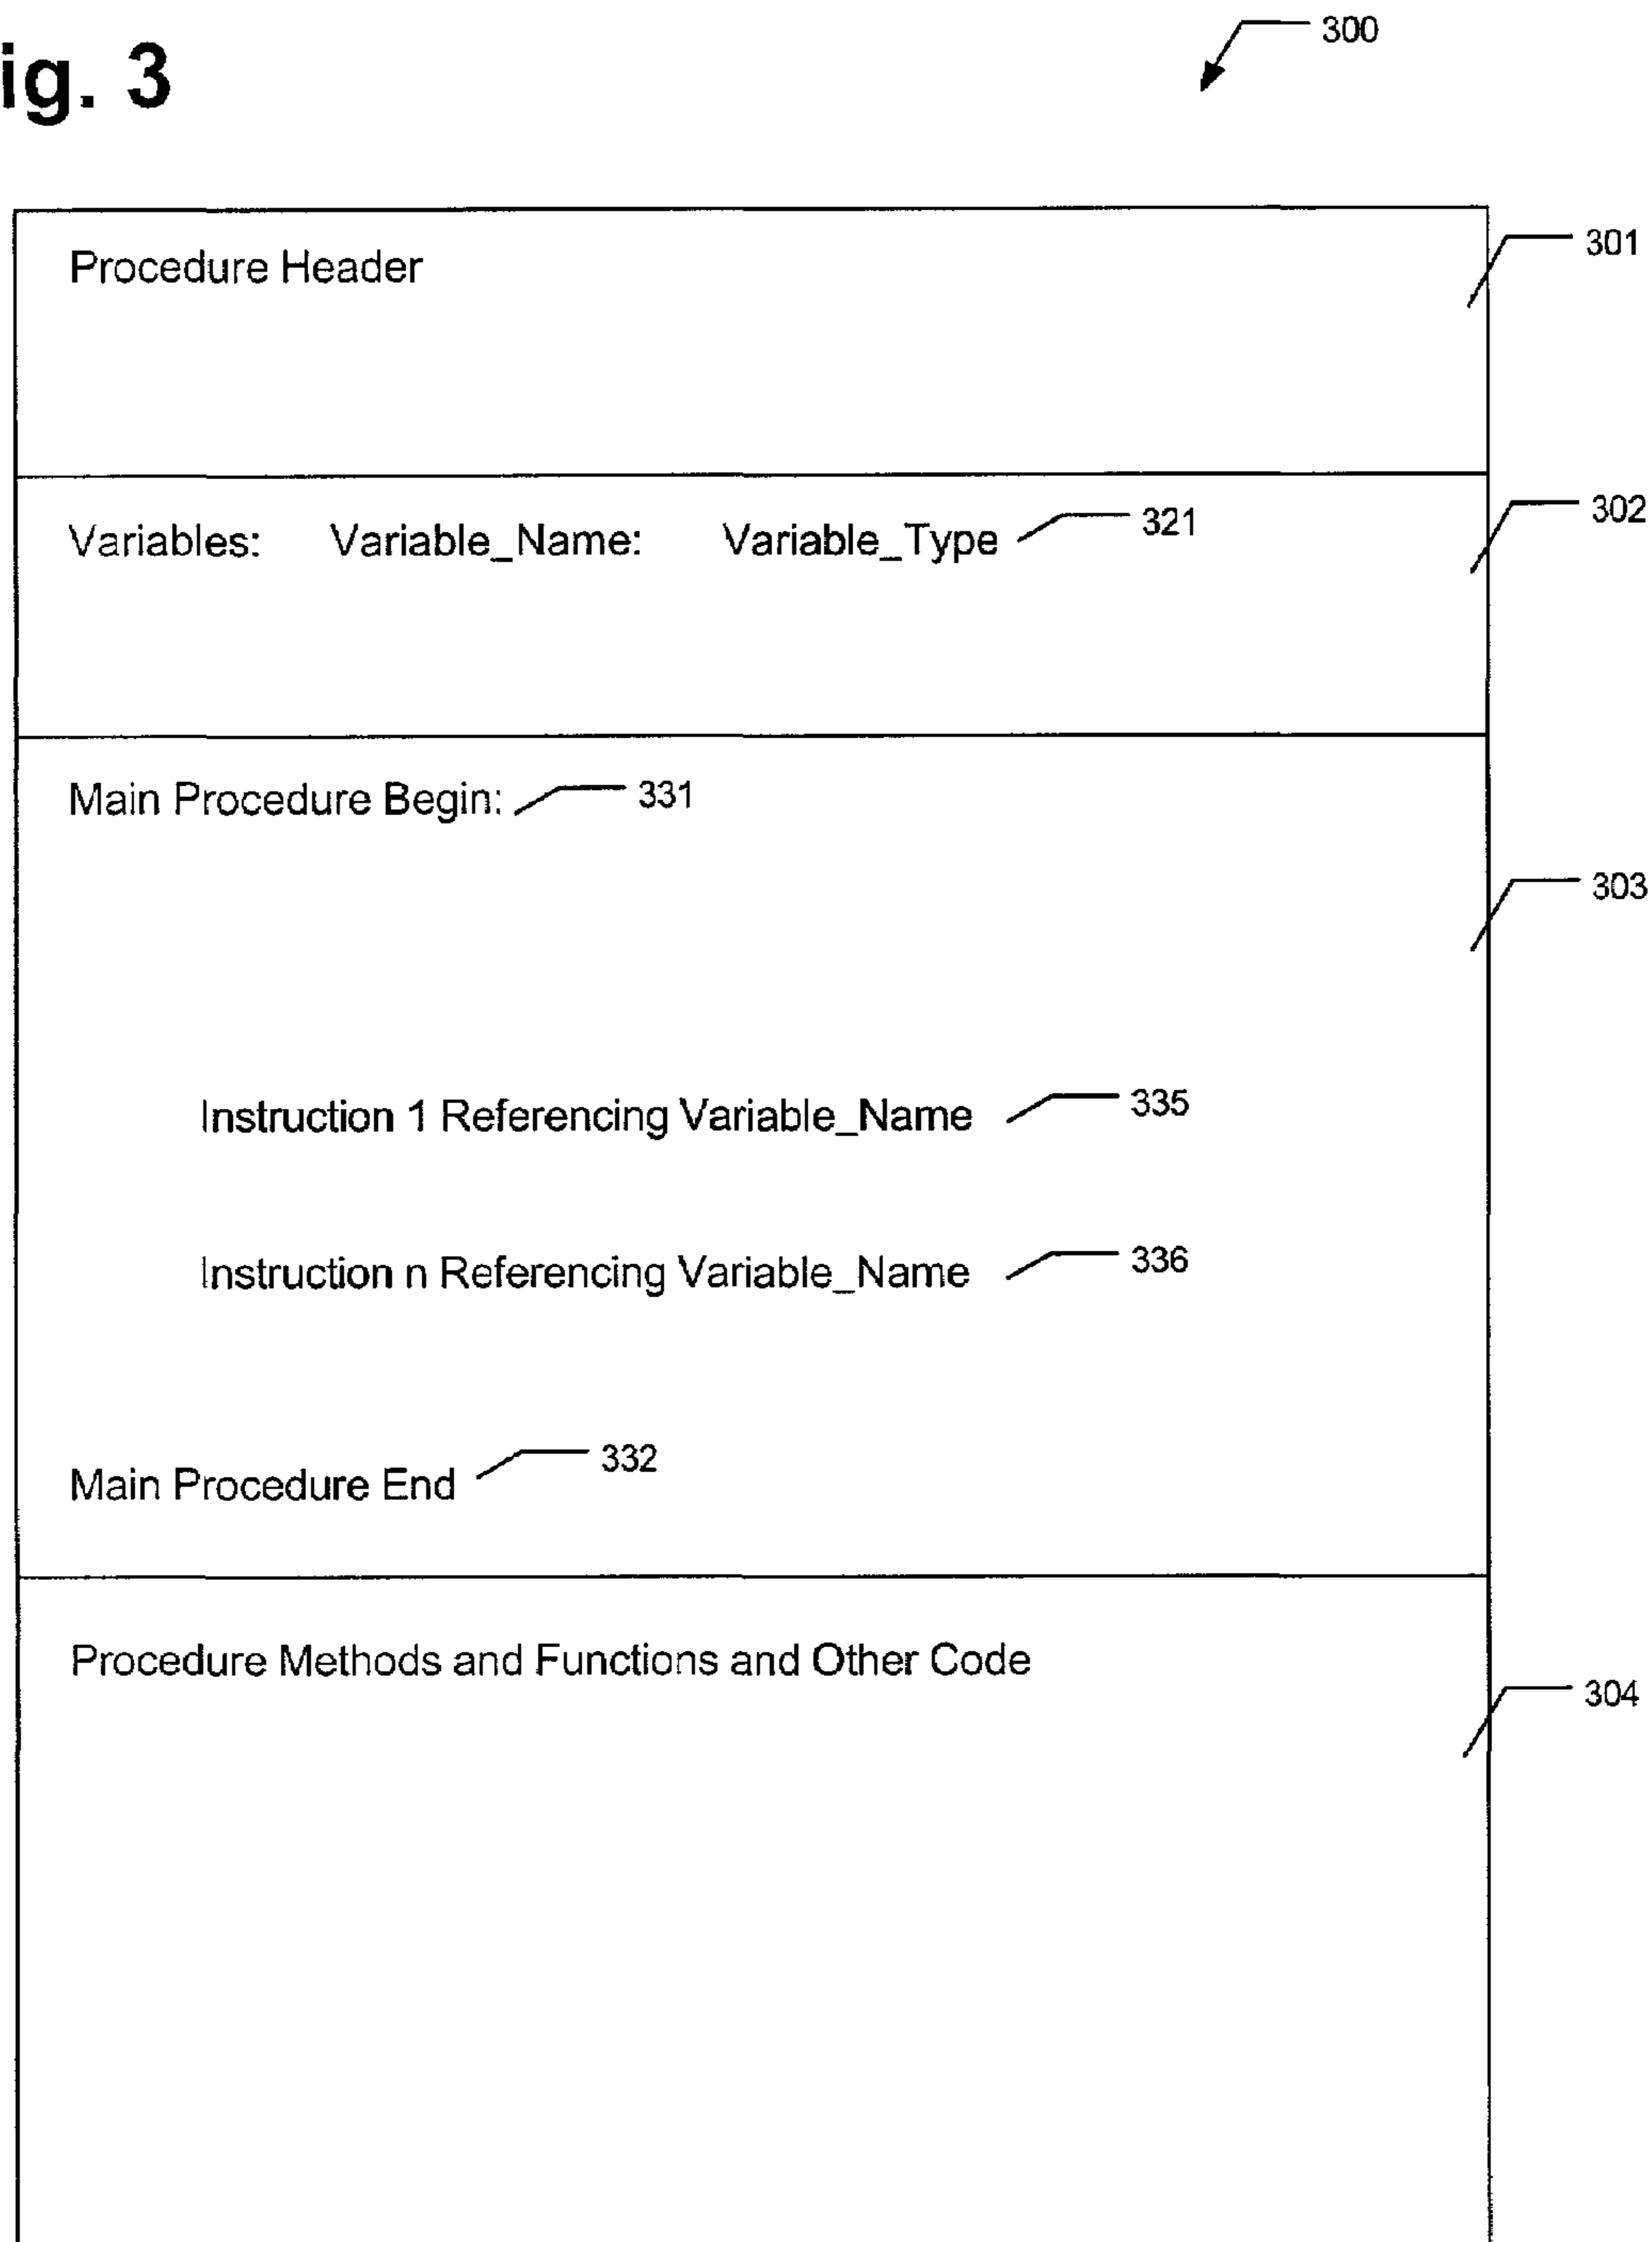 ig. 3
300
Procedure Header
301
Variables: Variable_Name: Variable_Type 321
302
Main Procedure Begin: 331
303
Instruction 1 Referencing Variable_Name 335
Instruction n Referencing Variable_Name 336
Main Procedure End 332
Procedure Methods and Functions and Other Code
304